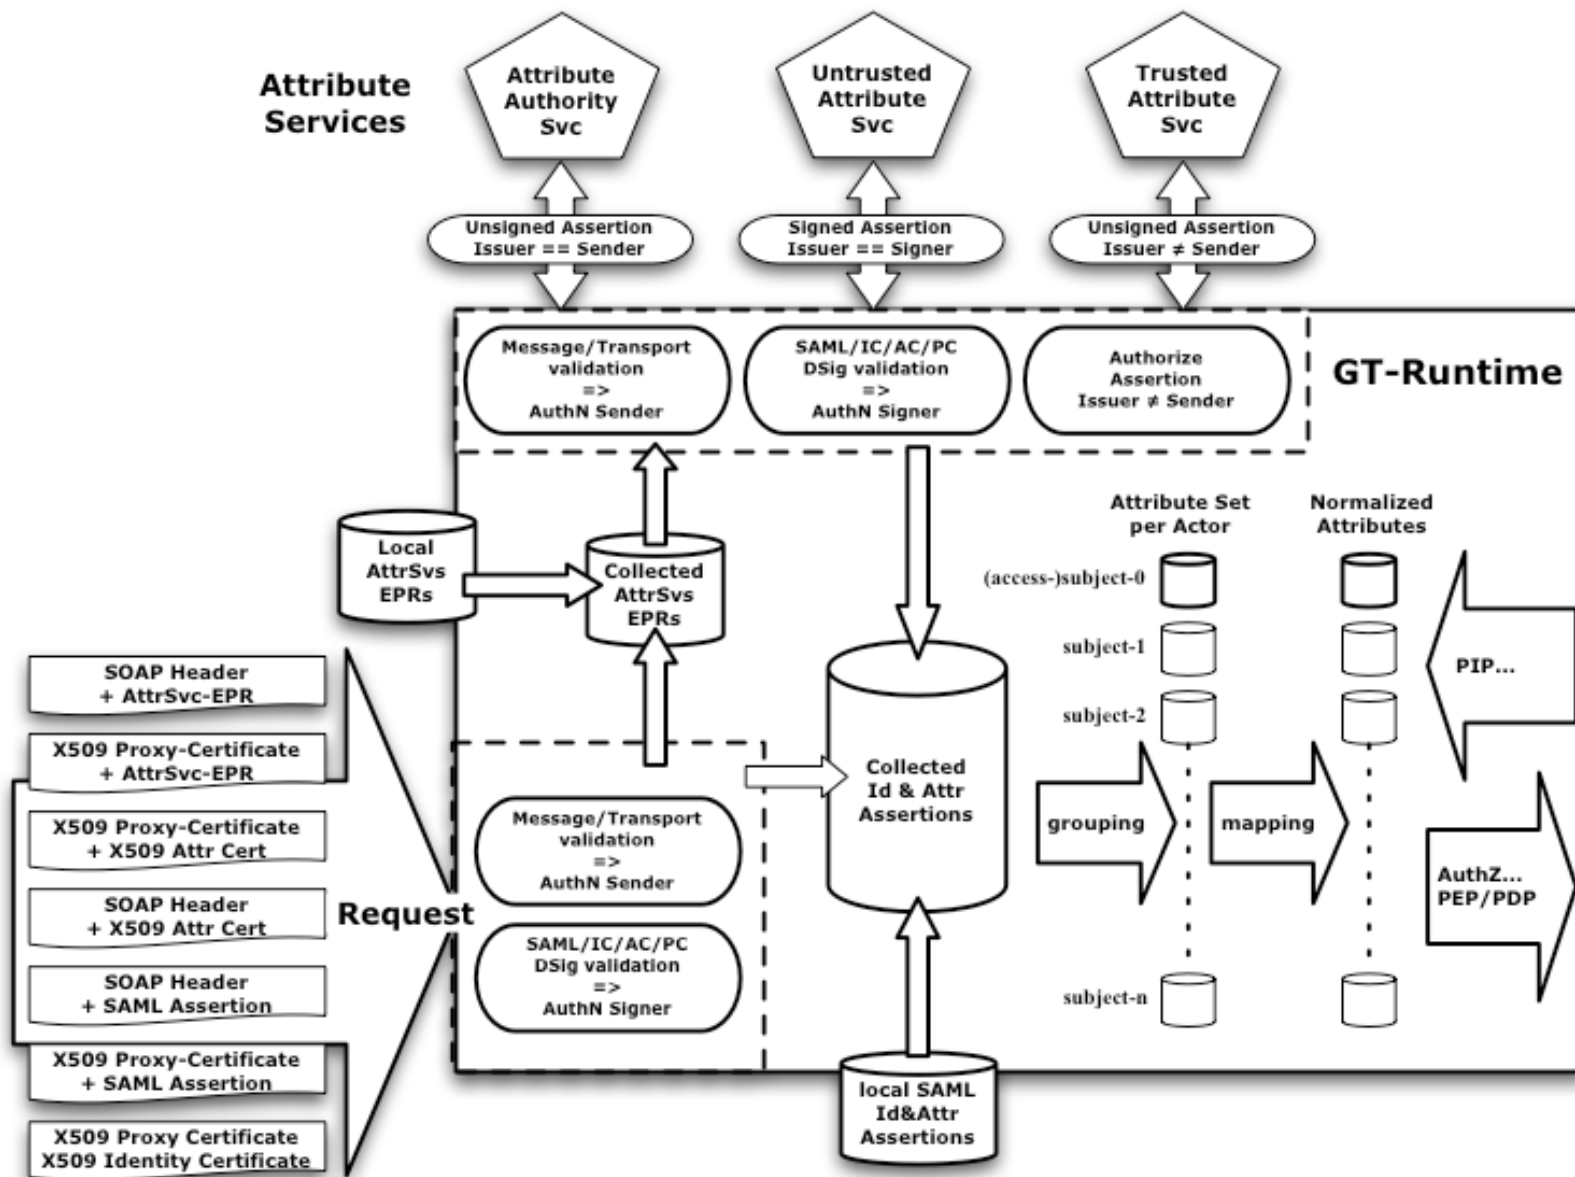 Attribute
Services
Attribute
Authority
Svc
Untrusted
Attribute
Svc
Trusted
Attribute
Svc
Unsigned Assertion
Issuer == Sender
Signed Assertion
Issuer == Signer
Unsigned Assertion
Issuer ≠ Sender
Message/Transport
validation
=>
AuthN Sender
SAML/IC/AC/PC
DSig validation
=>
AuthN Signer
Authorize
Assertion
Issuer ≠ Sender
GT-Runtime
Local
AttrSvs
EPRs
Collected
AttrSvs
EPRs
Attribute Set
per Actor
Normalized
Attributes
(access-)subject-0
subject-1
subject-2
subject-n
PIP...
SOAP Header
+ AttrSvc-EPR
X509 Proxy-Certificate
+ AttrSvc-EPR
X509 Proxy-Certificate
+ X509 Attr Cert
SOAP Header
+ X509 Attr Cert
SOAP Header
+ SAML Assertion
X509 Proxy-Certificate
+ SAML Assertion
X509 Proxy Certificate
X509 Identity Certificate
Request
Message/Transport
validation
=>
AuthN Sender
SAML/IC/AC/PC
DSig validation
=>
AuthN Signer
Collected
Id & Attr
Assertions
grouping
mapping
AuthZ...
PEP/PDP
local SAML
Id&Attr
Assertions